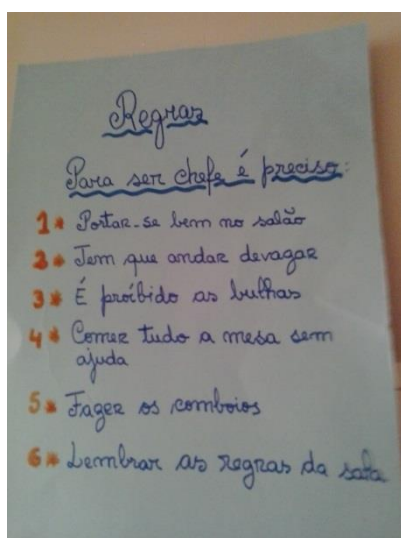 Regras
Para ser chefe é preciso:
1* Portar-se bem no salão
2* Tem que andar devagar
3* É proíbido as bulhas
4* Comer tudo a mesa sem
ajuda
5* Fazer os comboios
6* Lembrar as regras da sala